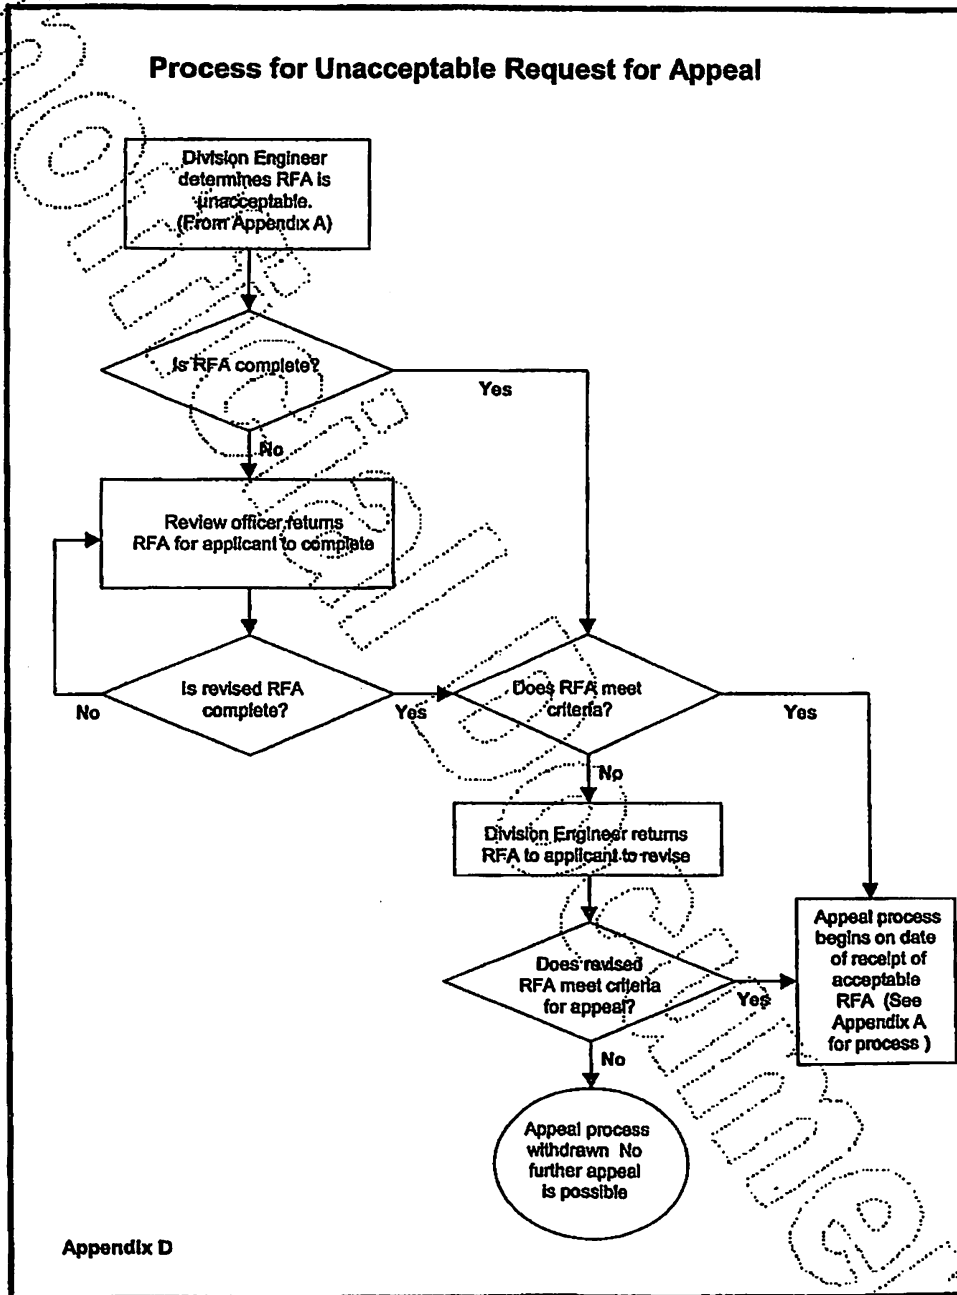 Process for Unacceptable Request for Appeal
Division Engineer
determines RFA is
unacceptable.
(From Appendix A)
Is RFA complete?
Yes
No
Review officer returns
RFA for applicant to complete
Is revised RFA
complete?
No
Yes
Does RFA meet
criteria?
Yes
No
Division Engineer returns
RFA to applicant to revise
Does revised
RFA meet criteria
for appeal?
Yes
No
Appeal process
begins on date
of receipt of
acceptable
RFA (See
Appendix A
for process )
Appeal process
withdrawn No
further appeal
is possible
Appendix D